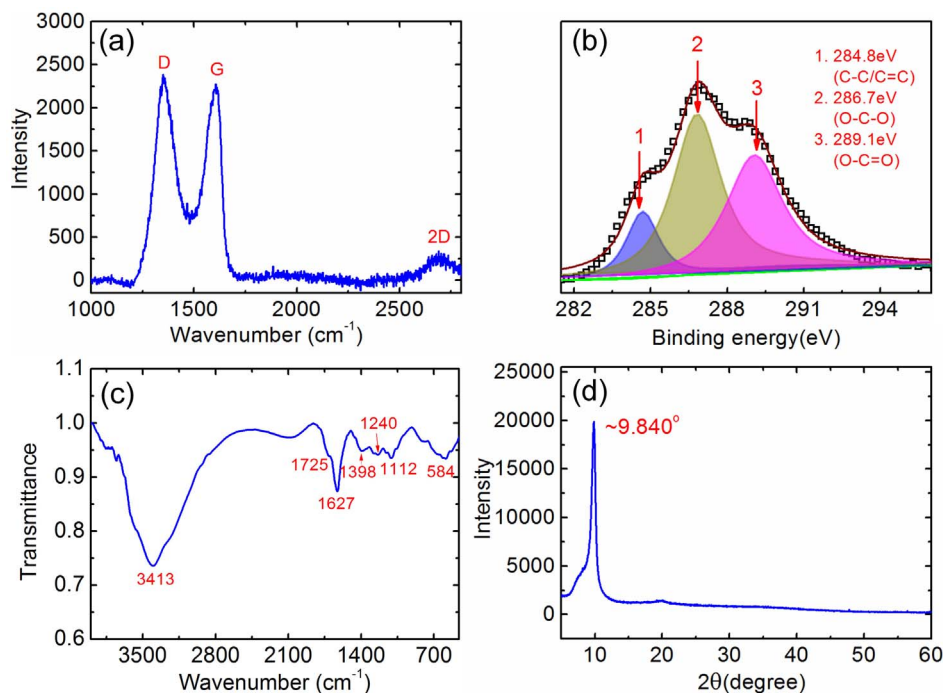 (a)
D
G
2D
3000
2500
2000
1500
1000
500
0
Intensity
1000
1500
2000
2500
Wavenumber (cm⁻¹)
(b)
1
2
3
1. 284.8eV
(C-C/C=C)
2. 286.7eV
(O-C-O)
3. 289.1eV
(O-C=O)
282
285
288
291
294
Binding energy(eV)
(c)
1.1
1.0
0.9
0.8
0.7
0.6
Transmittance
3413
1725
1627
1398
1240
1112
584
3500
2800
2100
1400
700
Wavenumber (cm⁻¹)
(d)
~9.840°
25000
20000
15000
10000
5000
0
Intensity
10
20
30
40
50
60
2θ(degree)